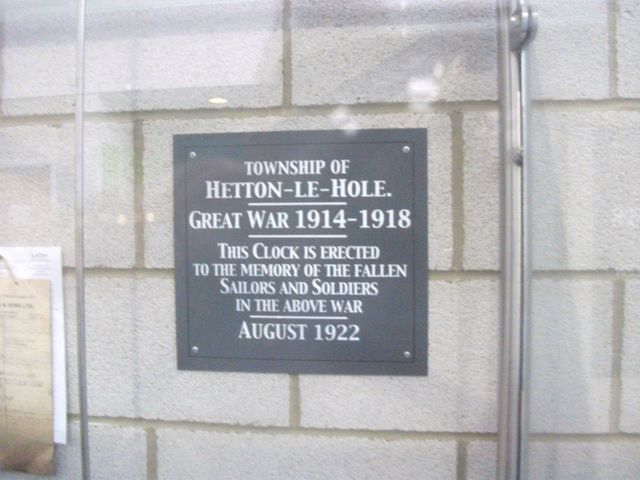 TOWNSHIP OF
HETTON-LE-HOLE.
GREAT WAR 1914-1918
THIS CLOCK IS ERECTED
TO THE MEMORY OF THE FALLEN
SAILORS AND SOLDIERS
IN THE ABOVE WAR
AUGUST 1922